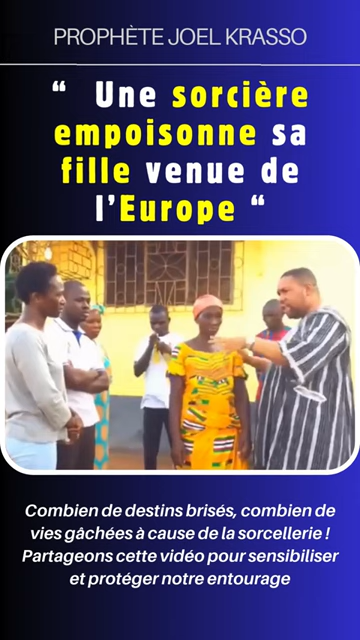 PROPHÈTE JOEL KRASSO
“ Une sorcière
empoisonne sa
fille venue de
l'Europe “
Combien de destins brisés, combien de
vies gâchées à cause de la sorcellerie !
Partageons cette vidéo pour sensibiliser
et protéger notre entourage